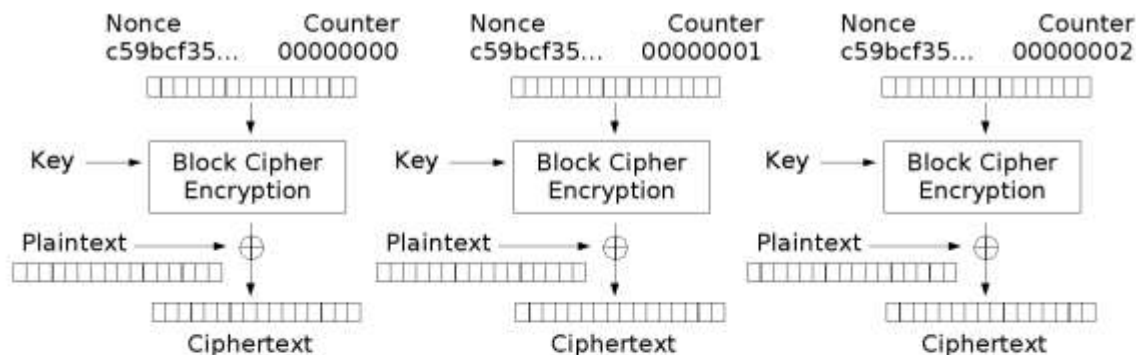 Nonce Counter Nonce Counter Nonce Counter
c59bcf35... 00000000 c59bcf35... 00000001 c59bcf35... 00000002
Key Block Cipher Encryption Key Block Cipher Encryption Key Block Cipher Encryption
Plaintext Plaintext Plaintext
Ciphertext Ciphertext Ciphertext